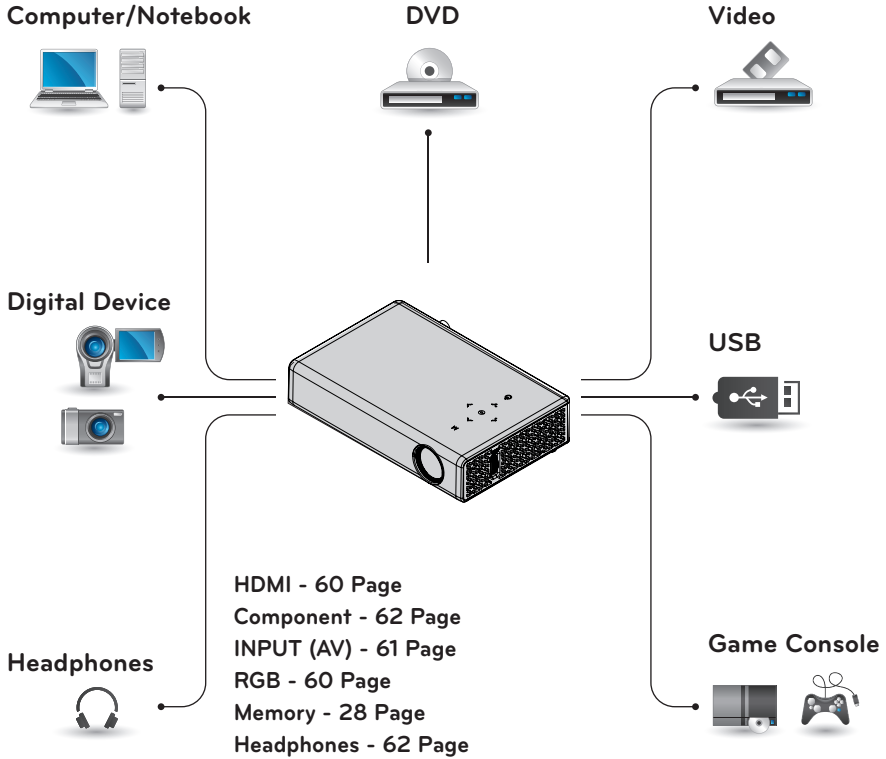 Computer/Notebook
DVD
Video
Digital Device
USB
HDMI - 60 Page
Component - 62 Page
INPUT (AV) - 61 Page
RGB - 60 Page
Memory - 28 Page
Headphones - 62 Page
Headphones
Game Console